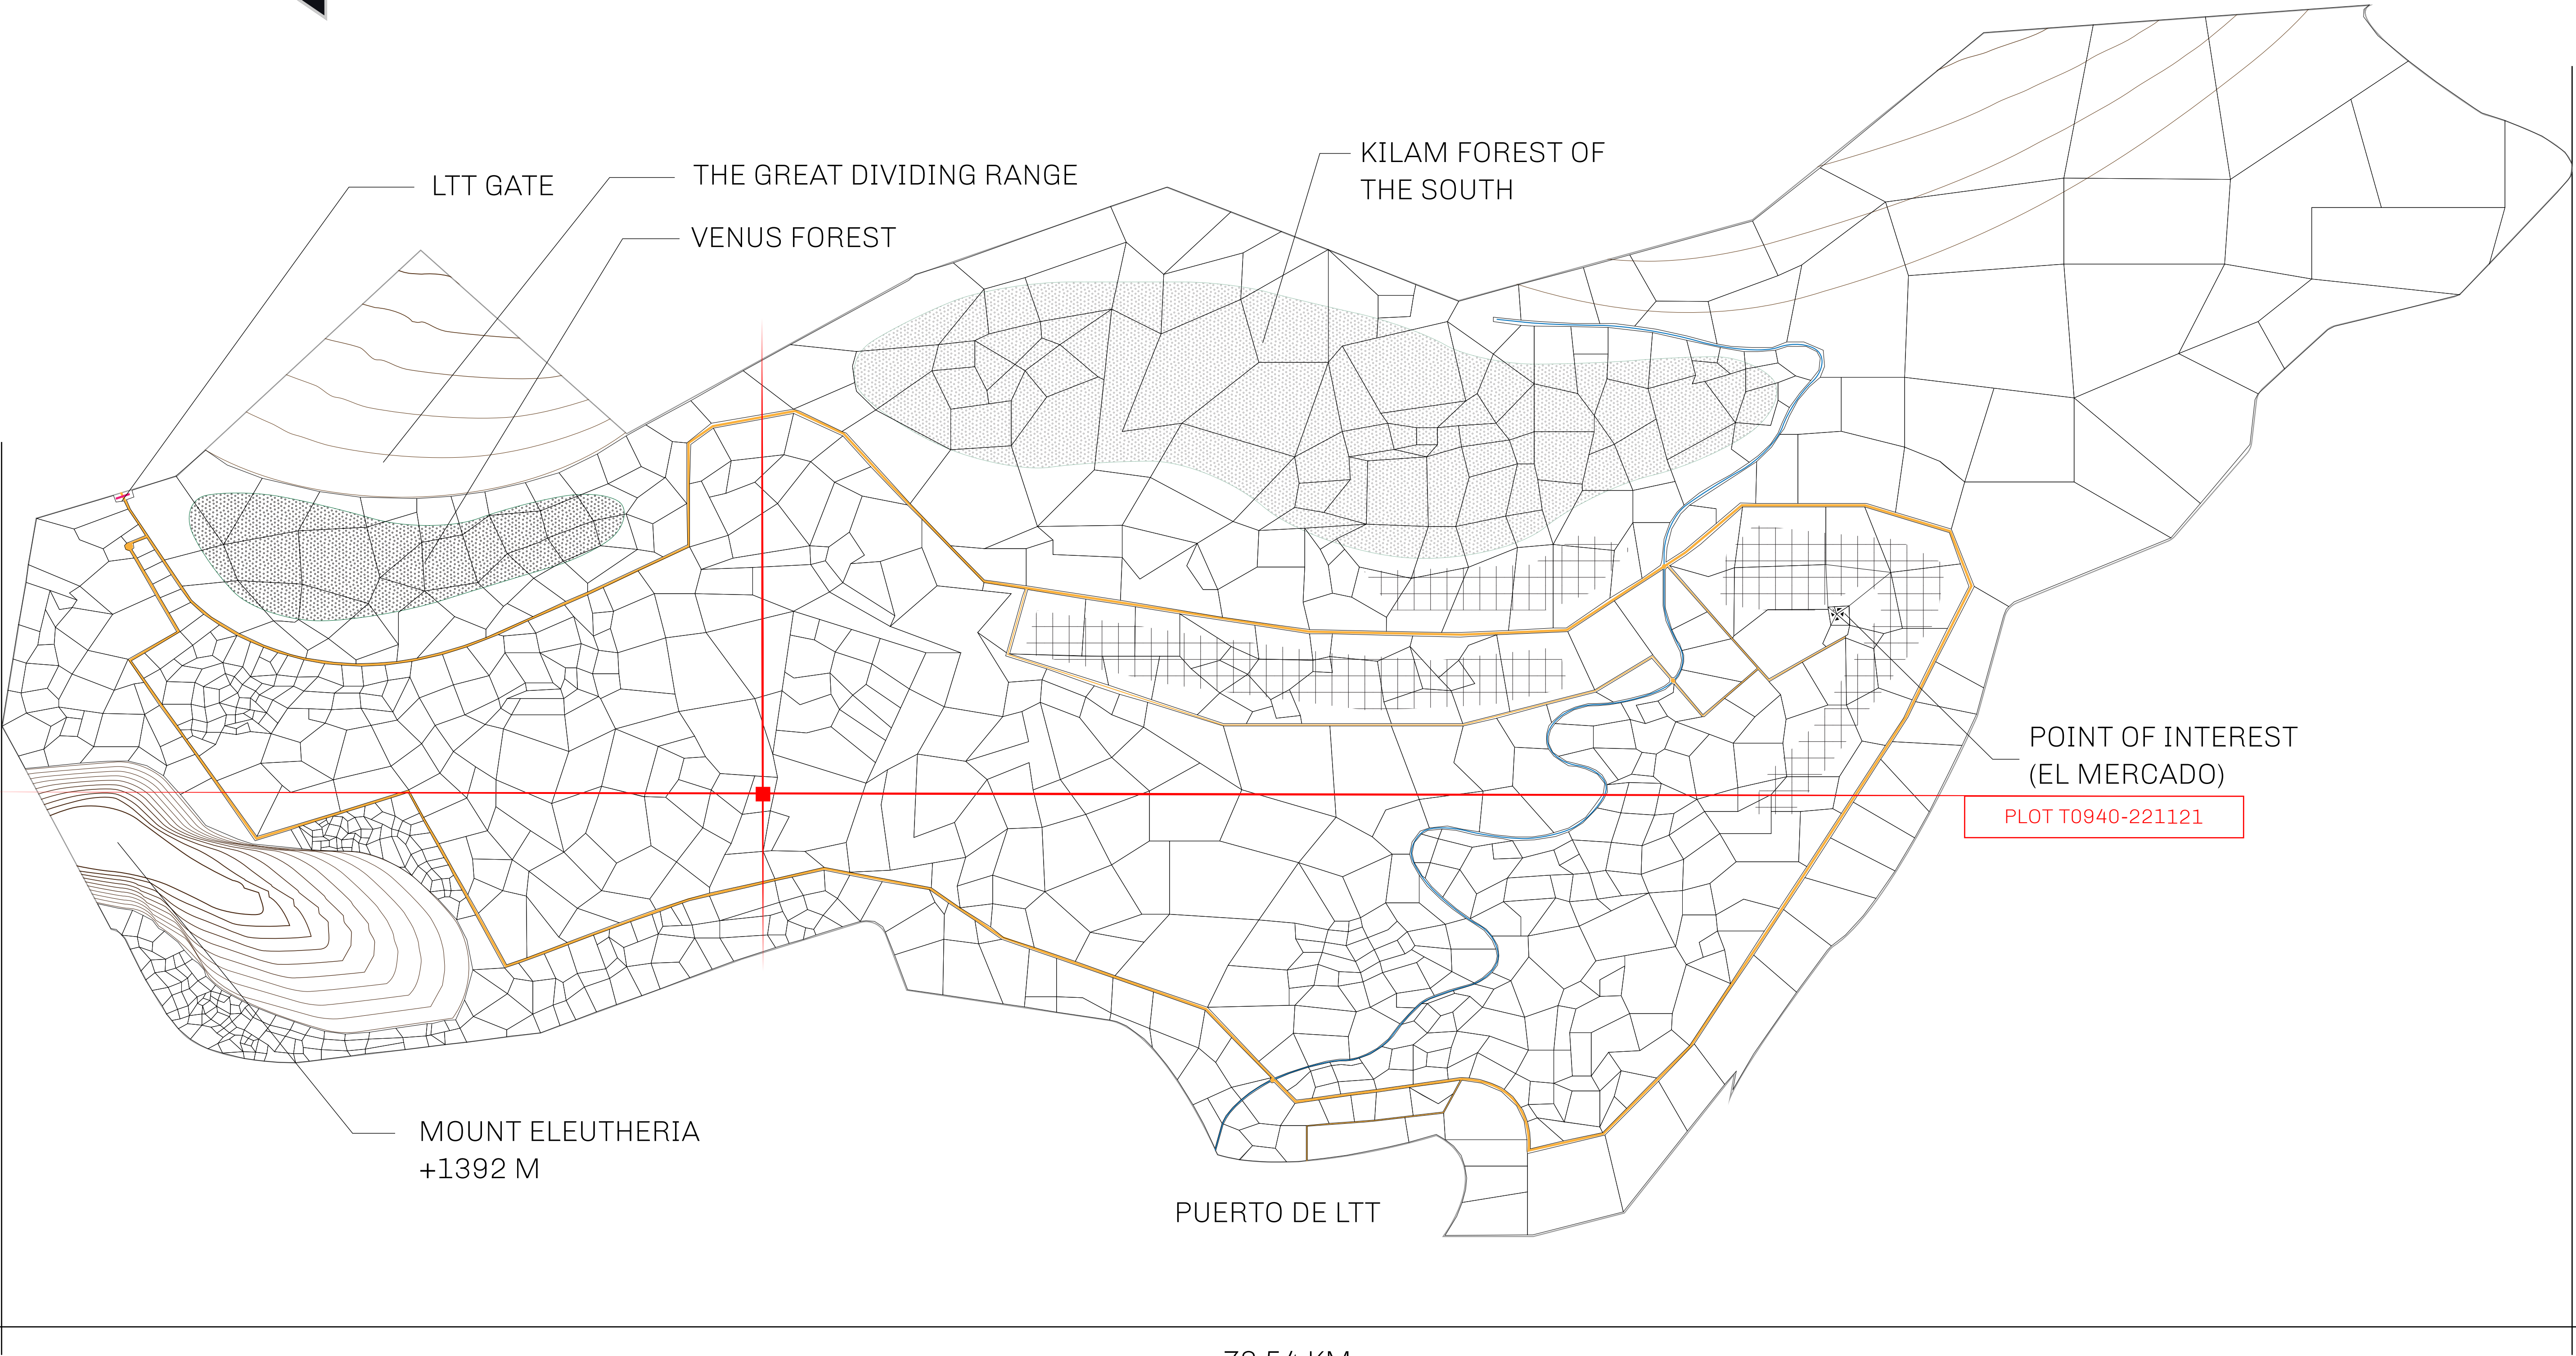 LTT GATE
THE GREAT DIVIDING RANGE
VENUS FOREST
KILAM FOREST OF
THE SOUTH
POINT OF INTEREST
(EL MERCADO)
PLOT T0940-221121
MOUNT ELEUTHERIA
+1392 M
PUERTO DE LTT
KM